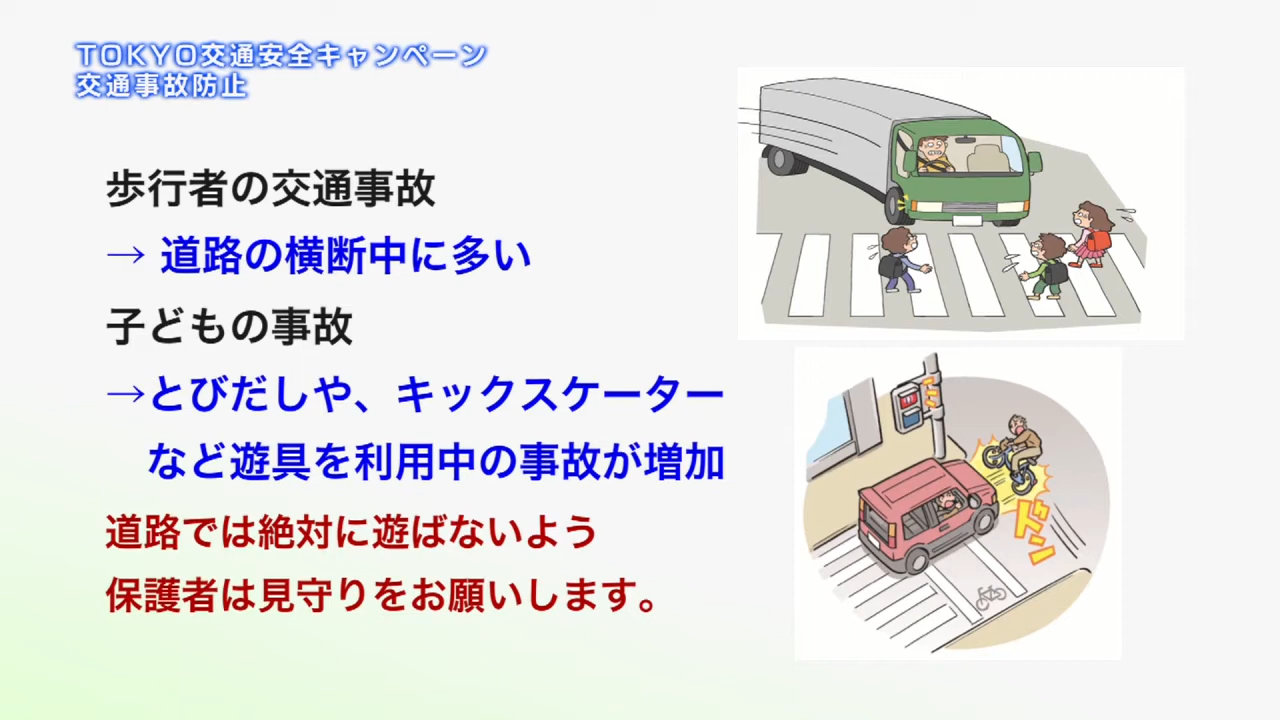 TOKYO交通安全キャンペーン
交通事故防止
歩行者の交通事故
→ 道路の横断中に多い
子どもの事故
→とびだしや、キックスケーター
など遊具を利用中の事故が増加
道路では絶対に遊ばないよう
保護者は見守りをお願いします。
ズタン